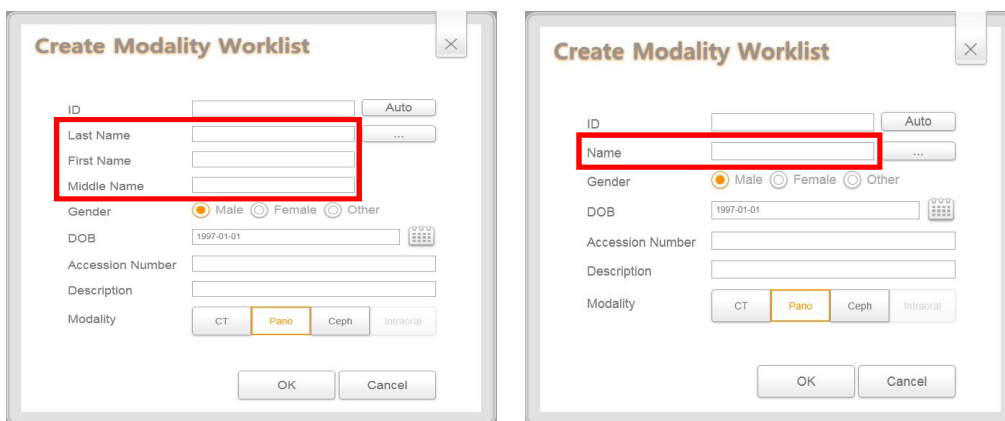 Create Modality Worklist
ID Auto
Last Name ...
First Name
Middle Name
Gender Male Female Other
DOB 1997-01-01
Accession Number
Description
Modality CT Pano Ceph Intraoral
OK Cancel
Create Modality Worklist
ID Auto
Name ...
Gender Male Female Other
DOB 1997-01-01
Accession Number
Description
Modality CT Pano Ceph Intraoral
OK Cancel